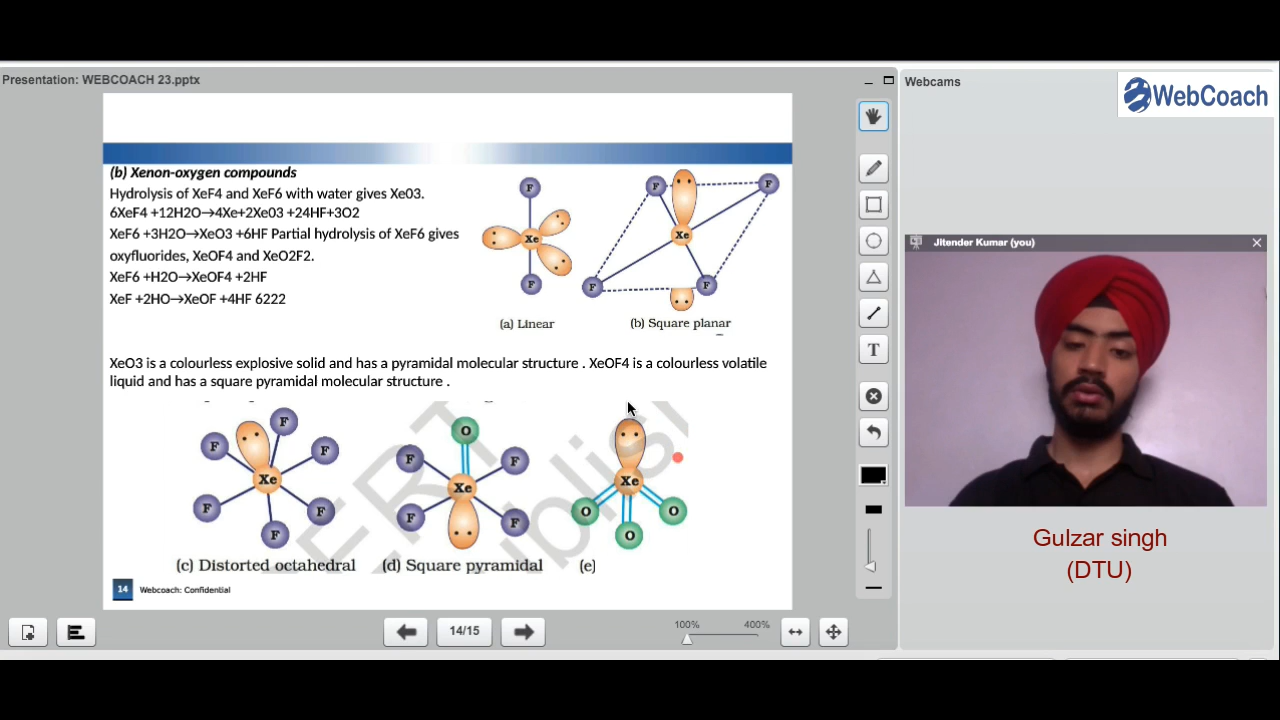 Presentation: WEBCOACH 23.pptx
Webcams
WebCoach
(b) Xenon-oxygen compounds
Hydrolysis of XeF4 and XeF6 with water gives Xe03.
6XeF4 +12H2O→4Xe+2Xe03 +24HF+3O2
XeF6 +3H2O→XeO3 +6HF Partial hydrolysis of XeF6 gives
oxyfluorides, XeOF4 and XeO2F2.
XeF6 +H2O→XeOF4 +2HF
XeF +2HO→XeOF +4HF 6222
F
Xe
F
(a) Linear
F
F
Xe
F
F
(b) Square planar
XeO3 is a colourless explosive solid and has a pyramidal molecular structure . XeOF4 is a colourless volatile
liquid and has a square pyramidal molecular structure .
F
F
F
Xe
F
F
F
(c) Distorted octahedral
O
F
F
Xe
F
F
(d) Square pyramidal
Xe
O
O
O
(e)
14
Webcoach: Confidential
T
14/15
100%
400%
Jitender Kumar (you)
Gulzar singh
(DTU)